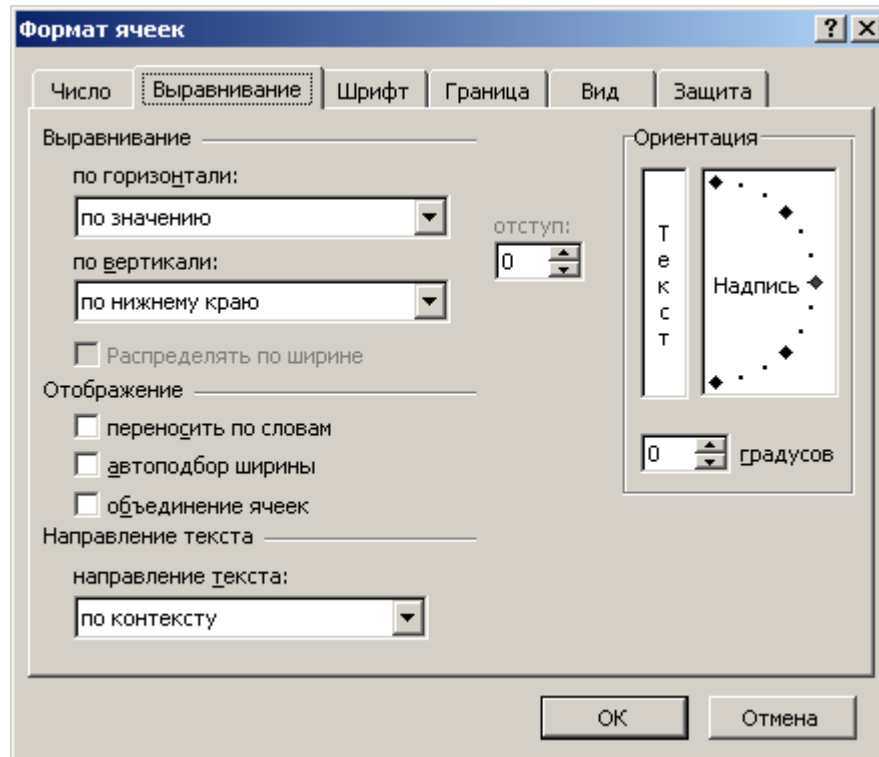 Формат ячеек
Число Выравнивание Шрифт Граница Вид Защита
Выравнивание
по горизонтали:
по значению
отступ:
0
по вертикали:
по нижнему краю
Распределять по ширине
Отображение
переносить по словам
автоподбор ширины
объединение ячеек
Направление текста
направление текста:
по контексту
Ориентация
Текст
Надпись
0 градусов
ОК Отмена